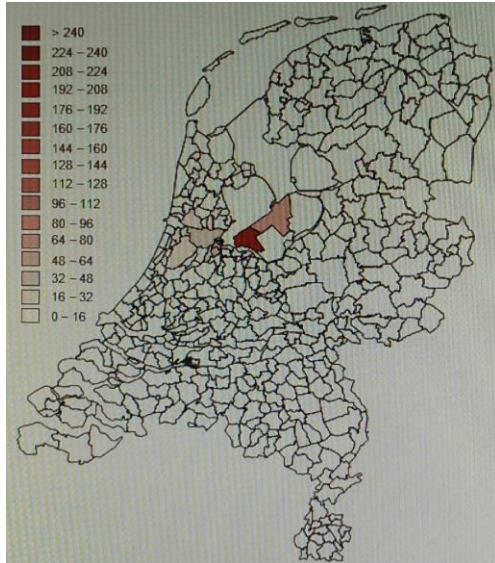 > 240
224 – 240
208 – 224
192 – 208
176 – 192
160 – 176
144 – 160
128 – 144
112 – 128
96 – 112
80 – 96
64 – 80
48 – 64
32 – 48
16 – 32
0 – 16